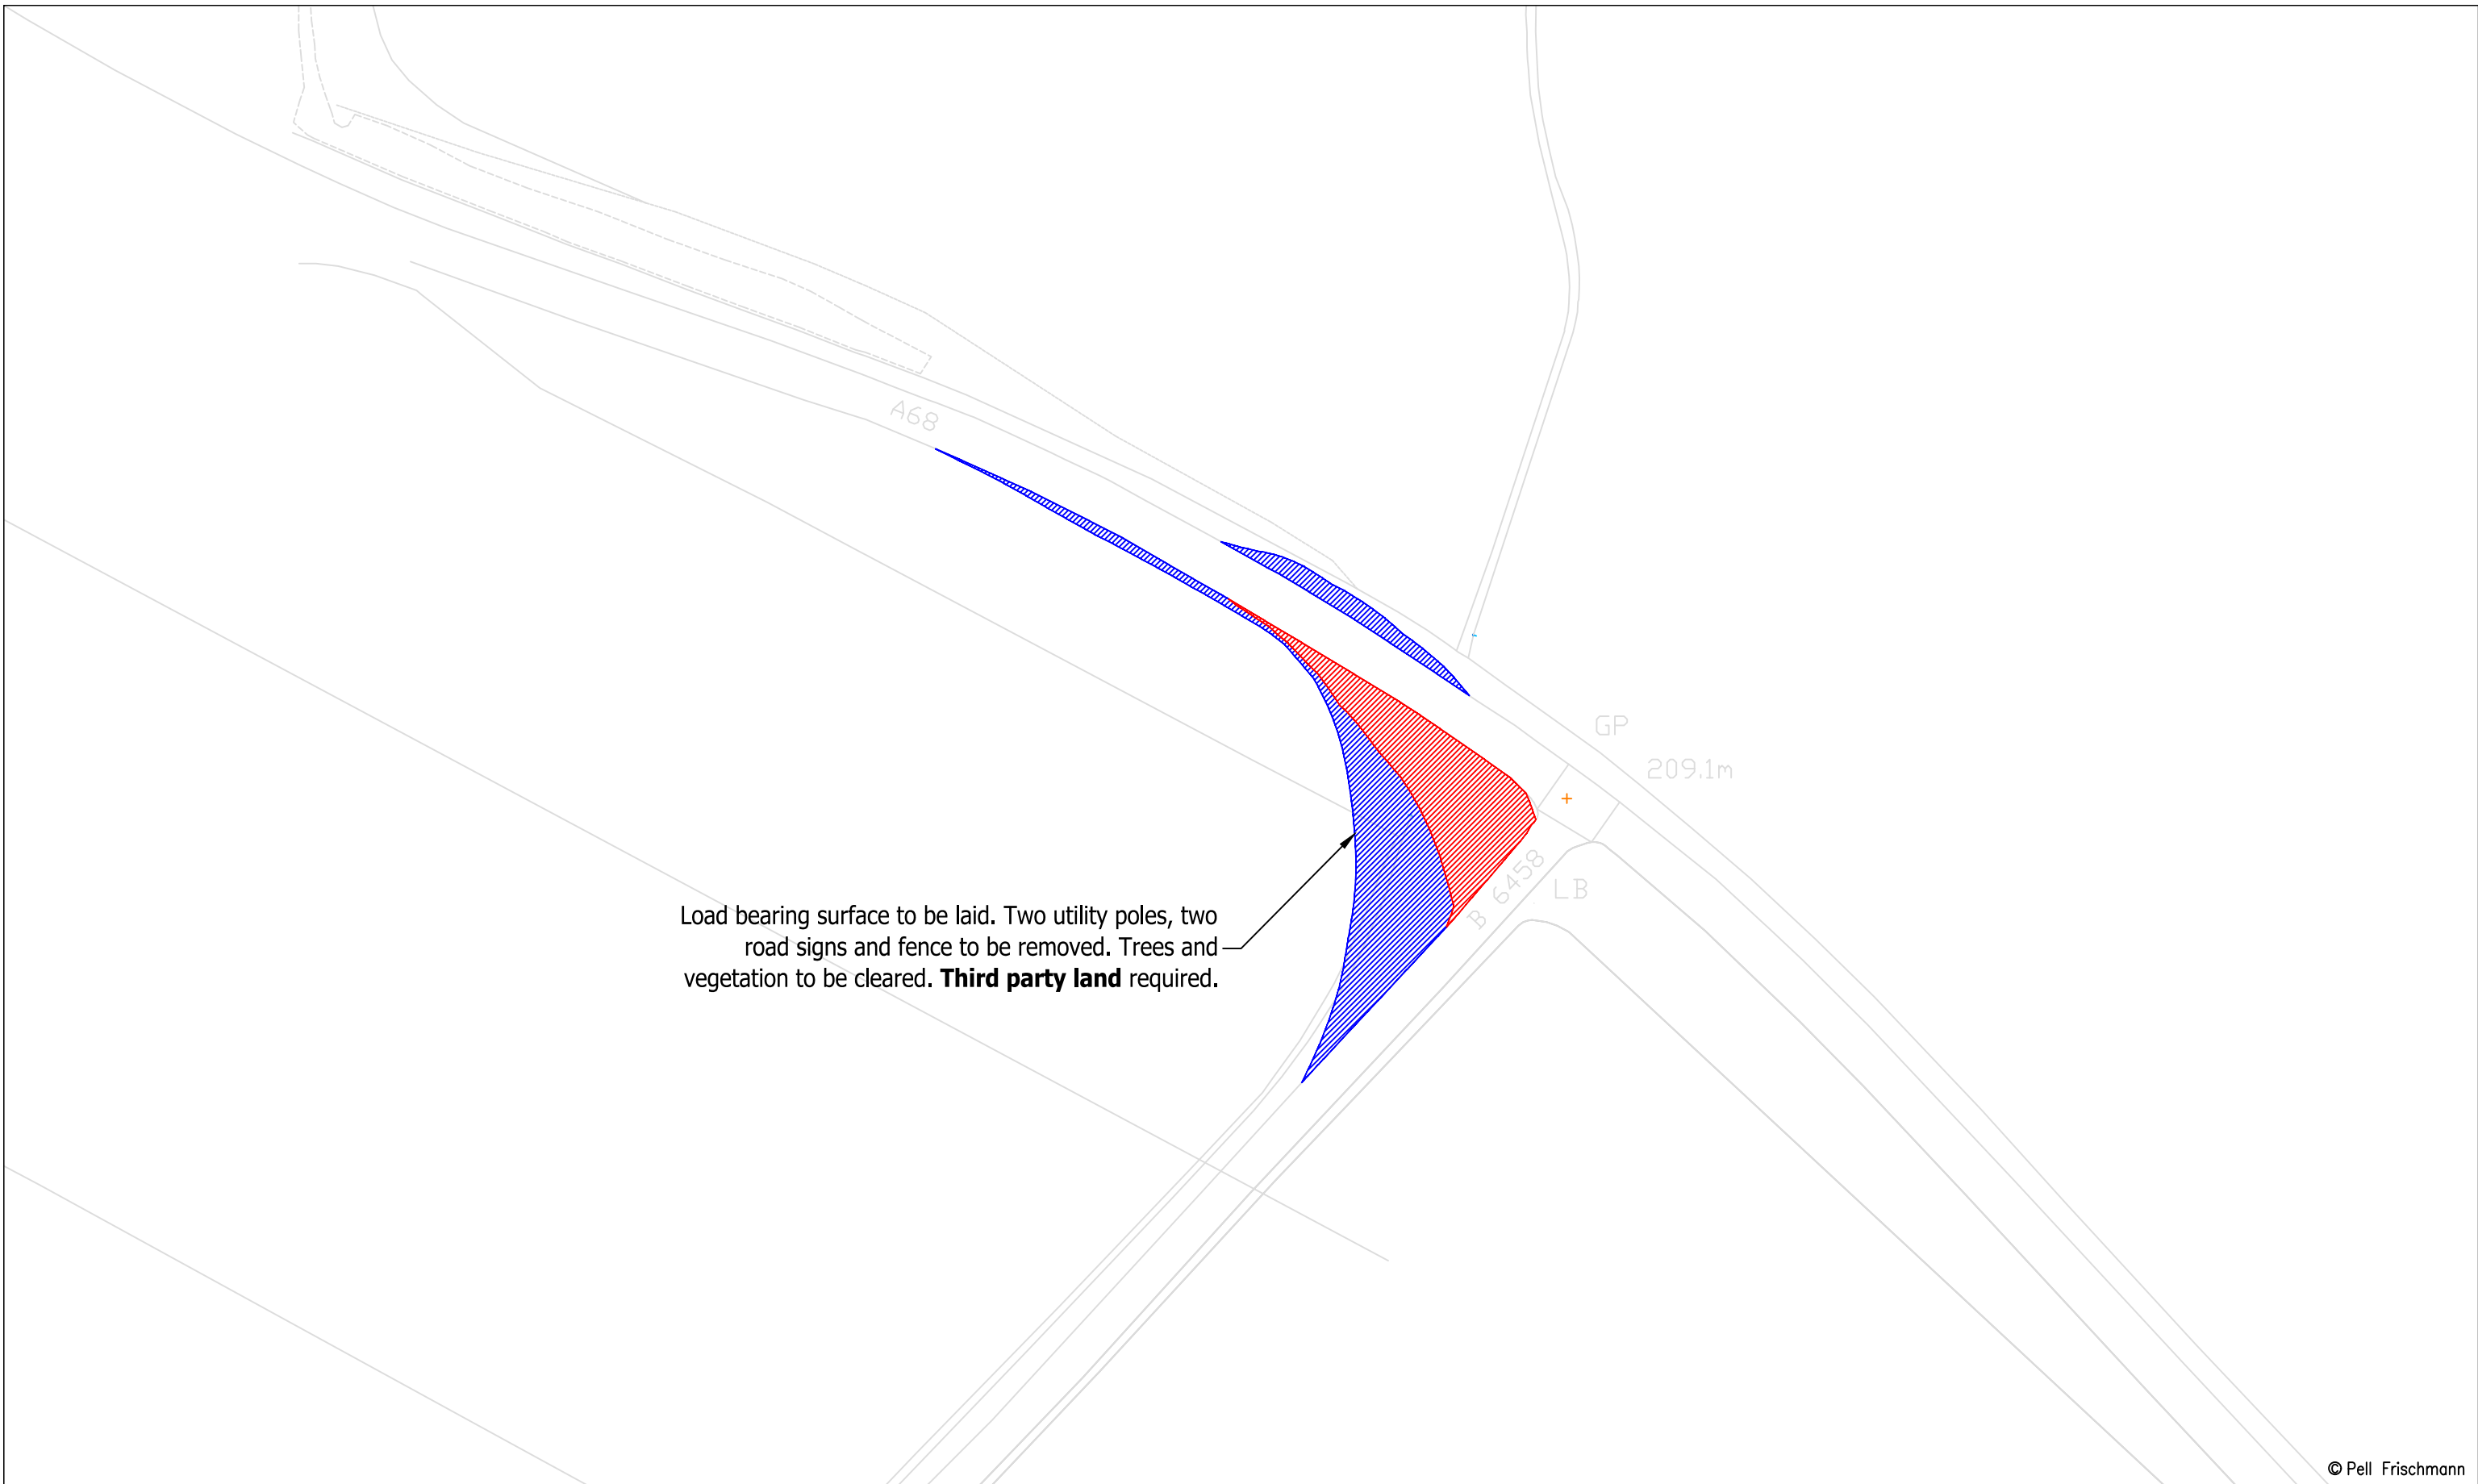 A68
GP
209.1m
B 6458
LB
Load bearing surface to be laid. Two utility poles, two
road signs and fence to be removed. Trees and
vegetation to be cleared. Third party land required.
© Pell Frischmann